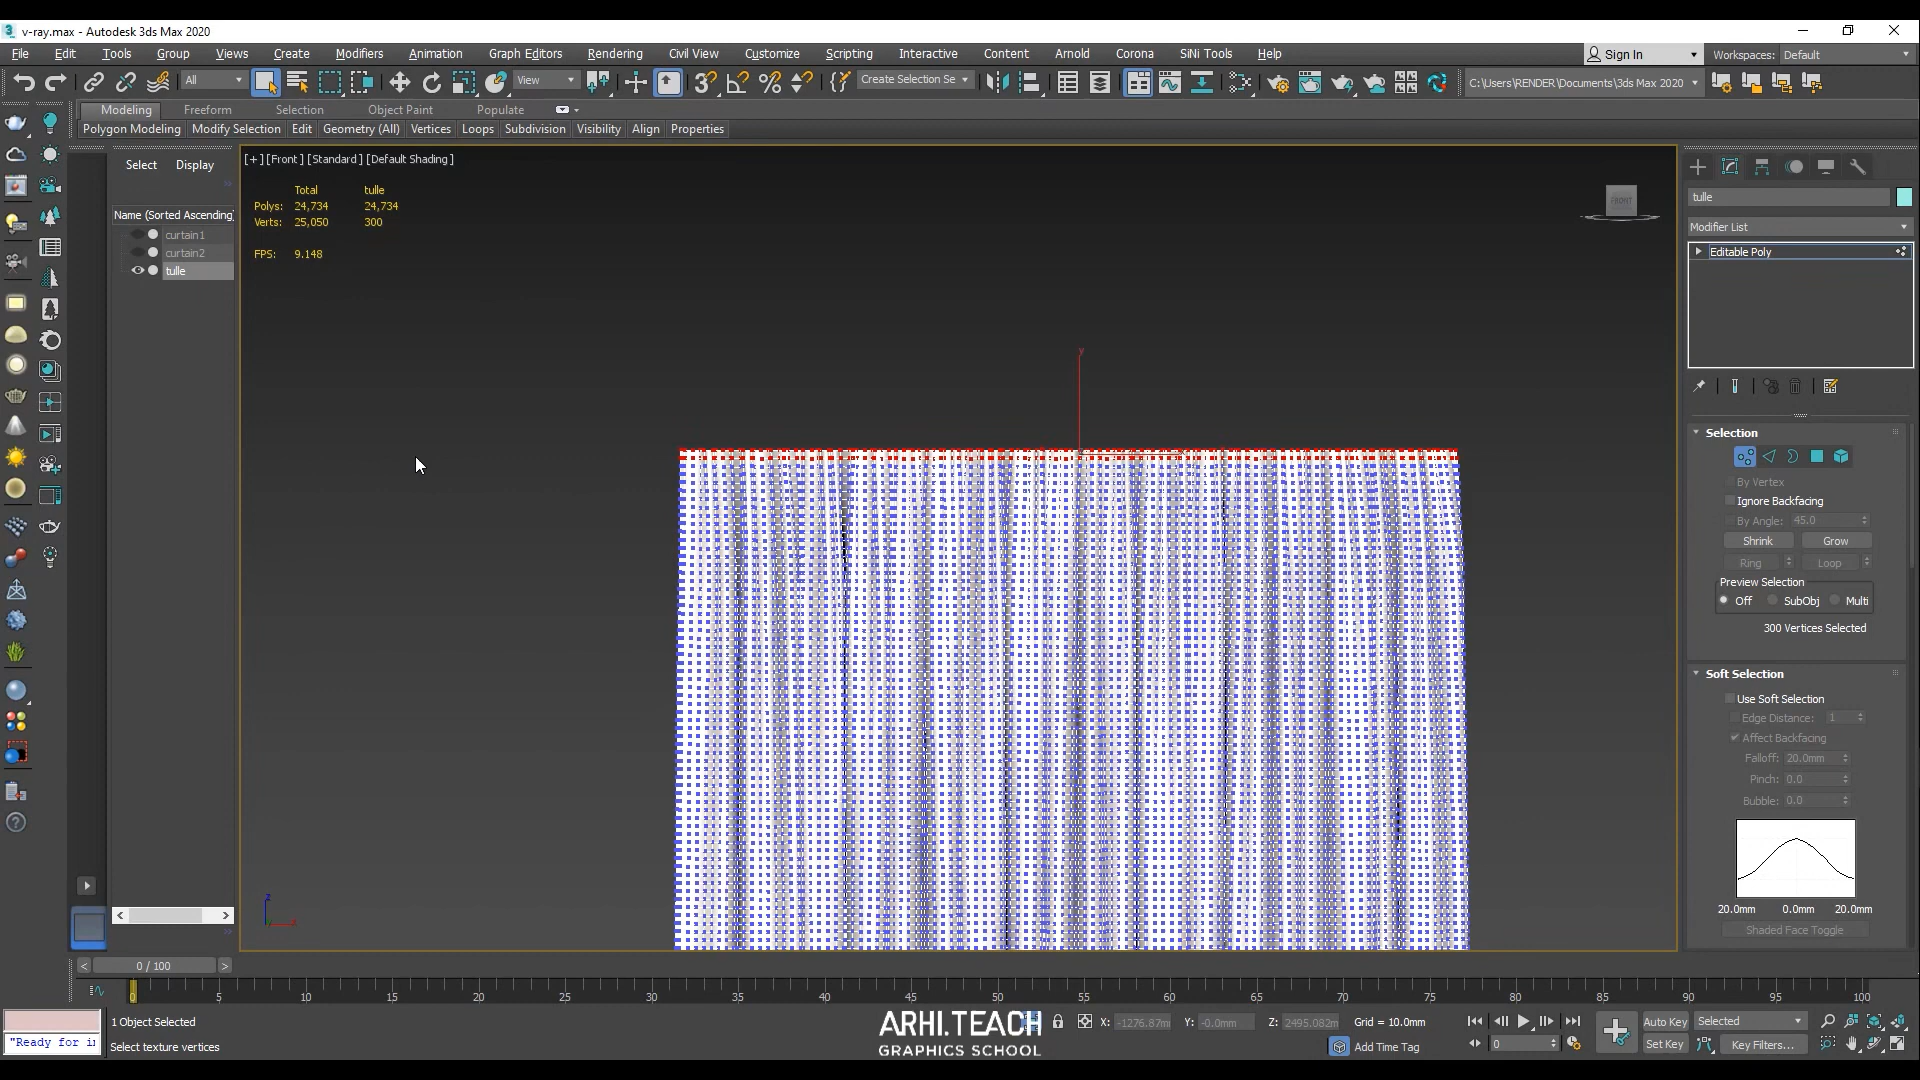 v-ray.max - Autodesk 3ds Max 2020
File Edit Tools Group Views Create Modifiers Animation Graph Editors Rendering Civil View Customize Scripting Interactive Content Arnold Corona SiNi Tools Help Sign In Workspaces: Default
All View Create Selection Se C:\Users\RENDER\Documents\3ds Max 2020
Modeling Freeform Selection Object Paint Populate
Polygon Modeling Modify Selection Edit Geometry (All) Vertices Loops Subdivision Visibility Align Properties
Select Display
[+] [Front] [Standard] [Default Shading]
Total tulle
Polys: 24,734 24,734
Verts: 25,050 300
FPS: 9.148
FRONT
Name (Sorted Ascending)
curtain1
curtain2
tulle
y
z
x
tulle
Modifier List
Editable Poly
Selection
By Vertex
Ignore Backfacing
By Angle: 45.0
Shrink Grow
Ring Loop
Preview Selection
Off SubObj Multi
300 Vertices Selected
Soft Selection
Use Soft Selection
Edge Distance: 1
Affect Backfacing
Falloff: 20.0mm
Pinch: 0.0
Bubble: 0.0
20.0mm 0.0mm 20.0mm
Shaded Face Toggle
0 / 100
0 5 10 15 20 25 30 35 40 45 50 55 60 65 70 75 80 85 90 95 100
1 Object Selected
"Ready for i
Select texture vertices
ARHI.TEACH
GRAPHICS SCHOOL
X: -1276.87m Y: -0.0mm Z: 2495.082m Grid = 10.0mm
Add Time Tag
0
Auto Key Selected
Set Key Key Filters...